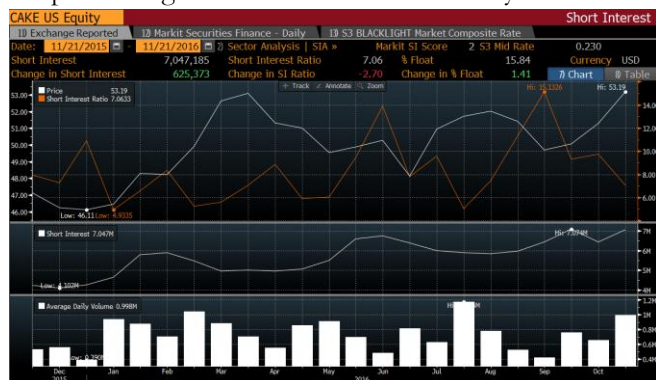 CAKE US Equity Short Interest
1) Exchange Reported 12) Markit Securities Finance - Daily 1) S3 BLACKLIGHT Market Composite Rate
Date: 11/21/2015 - 11/21/2016 2) Sector Analysis | SIA » Markit SI Score 2 S3 Mid Rate 0.230
Short Interest 7,047,185 Short Interest Ratio 7.06 % Float 15.84 Currency USD
Change in Short Interest 625,373 Change in SI Ratio -2.70 Change in % Float 1.41 7) Chart 8) Table
+ Track Annotate Zoom
Price 53.19
Short Interest Ratio 7.0633
Hi: 15.1326 Hi: 53.19
53.00
52.00
51.00
50.00
49.00
48.00
47.00
46.00
14.00
12.00
10.00
8.00
6.00
Low: 46.11 Low: 4.9335
Short Interest 7.047M
Hi: 7.074M
7M
6M
5M
4M
Low: 4.102M
Average Daily Volume 0.998M
1.2M
1M
0.8M
0.6M
0.4M
Low: 0.390M
Dec Jan Feb Mar Apr May Jun Jul Aug Sep Oct
2015 2016